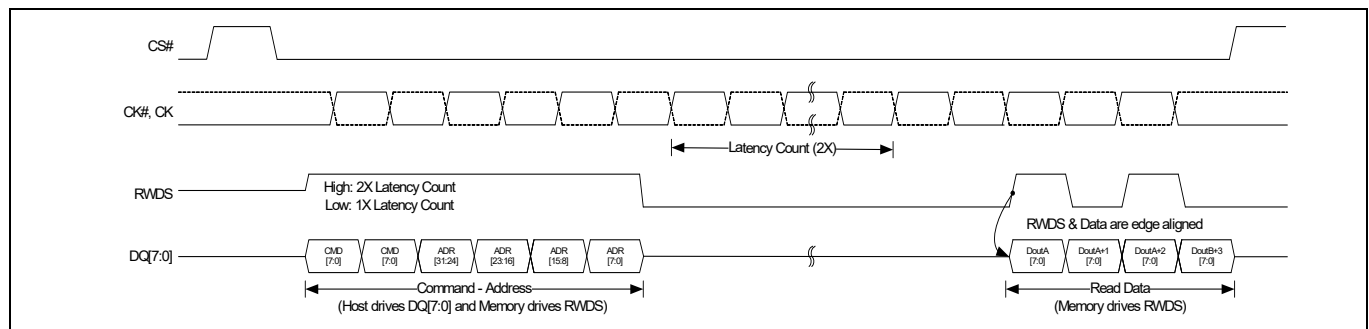 CS#
CK#, CK
Latency Count (2X)
RWDS
High: 2X Latency Count
Low: 1X Latency Count
RWDS & Data are edge aligned
DQ[7:0]
CMD [7:0]
CMD [7:0]
ADR [31:24]
ADR [23:16]
ADR [15:8]
ADR [7:0]
DoutA [7:0]
DoutA+1 [7:0]
DoutA+2 [7:0]
DoutB+3 [7:0]
Command - Address
(Host drives DQ[7:0] and Memory drives RWDS)
Read Data
(Memory drives RWDS)